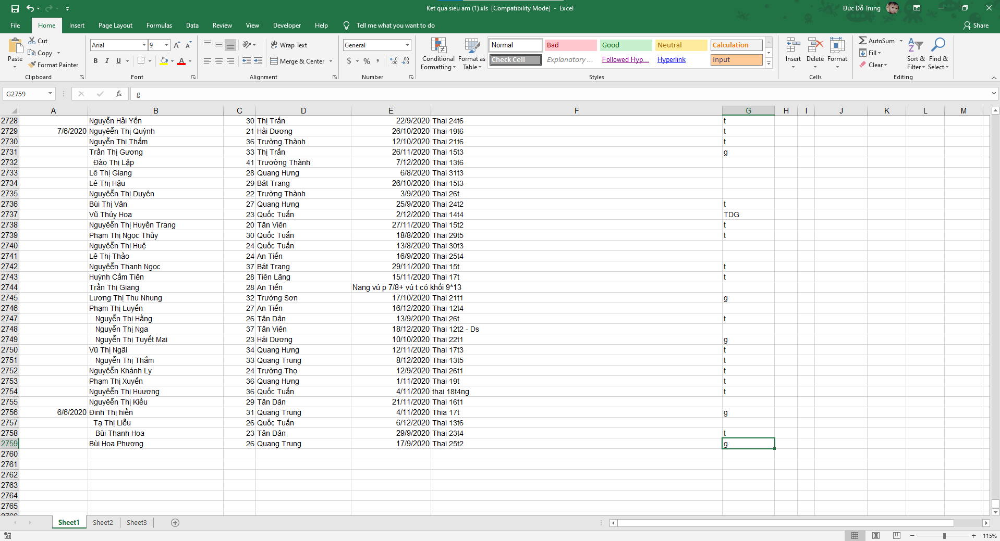 Ket qua sieu am (1).xls [Compatibility Mode] - Excel
Đức Đỗ Trung
File Home Insert Page Layout Formulas Data Review View Developer Help Tell me what you want to do Share
Paste Cut Copy Format Painter Clipboard
Arial 9 A A B I U A Font
Wrap Text Merge & Center Alignment
General $ % , Number
Conditional Formatting Format as Table
Normal Bad Good Neutral Calculation
Check Cell Explanatory ... Followed Hyp... Hyperlink Input
Styles
Insert Delete Format Cells
AutoSum Fill Clear Sort & Filter Find & Select Editing
G2759 fx g
A B C D E F G H I J K L M
2728 Nguyễn Hải Yến 30 Thị Trấn 22/9/2020 Thai 24t6 t
2729 7/6/2020 Nguyêễn Thị Quỳnh 21 Hải Dương 26/10/2020 Thai 19t6 t
2730 Nguyễn Thị Thắm 36 Trường Thành 12/10/2020 Thai 21t6 t
2731 Trần Thị Gương 33 Thị Trấn 26/11/2020 Thai 15t3 g
2732 Đào Thị Lập 41 Trưòờng Thành 7/12/2020 Thai 13t6
2733 Lê Thị Giang 28 Quang Hưng 6/8/2020 Thai 31t3
2734 Lê Thị Hậu 29 Bát Trang 26/10/2020 Thai 15t3
2735 Nguyêễn Thị Duyên 22 Trường Thành 3/9/2020 Thai 26t
2736 Bùi Thị Vân 27 Quang Hưng 25/9/2020 Thai 24t2 t
2737 Vũ Thúy Hoa 23 Quốc Tuấn 2/12/2020 Thai 14t4 TDG
2738 Nguyêễn Thị Huyền Trang 20 Tân Viên 27/11/2020 Thai 15t2 t
2739 Phạm Thị Ngọc Thùy 30 Quốc Tuấn 18/8/2020 Thai 29t5 t
2740 Nguyêễn Thị Huệ 24 Quốc Tuấn 13/8/2020 Thai 30t3
2741 Lê Thị Thảo 24 An Tiến 16/9/2020 Thai 25t4
2742 Nguyêễn Thanh Ngọc 37 Bát Trang 29/11/2020 Thai 15t t
2743 Huỳnh Cẩm Tiên 28 Tiên Lãng 15/11/2020 Thai 17t t
2744 Trần Thị Giang 28 An Tiến Nang vú p 7/8+ vú t có khối 9*13
2745 Lương Thị Thu Nhung 32 Trường Sơn 17/10/2020 Thai 21t1 g
2746 Phạm Thị Luyến 27 An Tiến 16/12/2020 Thai 12t4
2747 Nguyễn Thị Hằng 26 Tân Dân 13/9/2020 Thai 26t t
2748 Nguyễn Thị Nga 37 Tân Viên 18/12/2020 Thai 12t2 - Ds
2749 Nguyễn Thị Tuyết Mai 23 Hải Dương 10/10/2020 Thai 22t1 g
2750 Vũ Thị Ngãi 34 Quang Hưng 12/11/2020 Thai 17t3 t
2751 Nguyễn Thị Thắm 33 Quang Trung 8/12/2020 Thai 13t5 t
2752 Nguyêễn Khánh Ly 24 Trường Thọ 12/9/2020 Thai 26t1 t
2753 Phạm Thị Xuyến 36 Quang Hưng 1/11/2020 Thai 19t t
2754 Nguyêễn Thị Hưương 36 Quốc Tuấn 4/11/2020 thai 18t4ng t
2755 Nguyêễn Thị Kiều 29 Tân Dân 21/11/2020 Thai 16t1
2756 6/6/2020 Đinh Thị hiền 31 Quang Trung 4/11/2020 Thia 17t g
2757 Tạ Thị Liễu 26 Quốc Tuấn 6/12/2020 Thai 13t6
2758 Bùi Thanh Hoa 23 Tân Dân 29/9/2020 Thai 23t4 t
2759 Bùi Hoa Phượng 26 Quang Trung 17/9/2020 Thai 25t2 g
2760
2761
2762
2763
2764
2765
Sheet1 Sheet2 Sheet3
115%